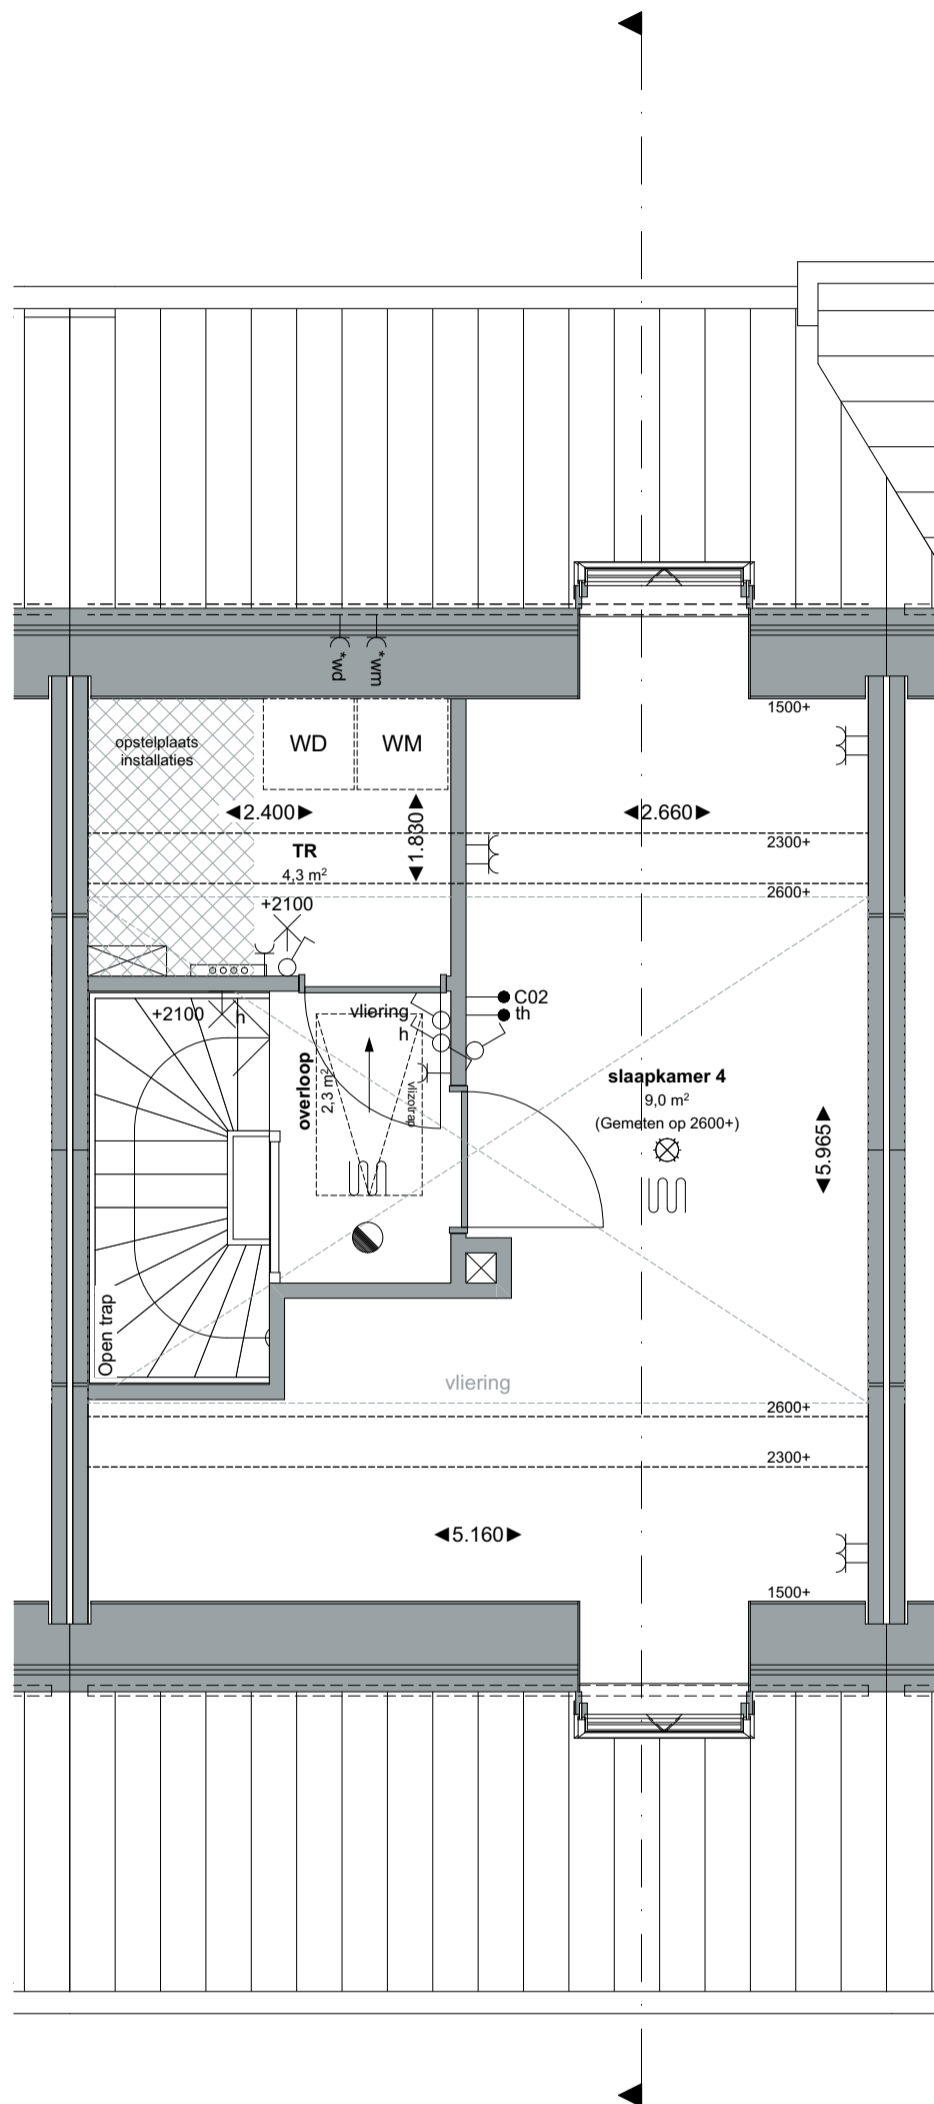 *wd
*wm
1500+
opstelplaats
installaties
WD
WM
2.400
1.830
2.660
2300+
TR
4,3 m²
2600+
+2100
+2100
h
vliering
h
C02
th
overloop
2,3 m²
vlizotrap
slaapkamer 4
9,0 m²
(Gemeten op 2600+)
5.965
Open trap
vliering
2600+
2300+
5.160
1500+